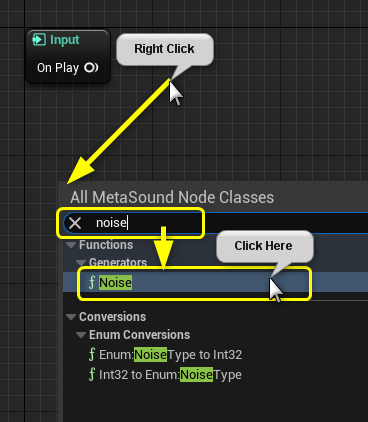 Input
Right Click
On Play
All MetaSound Node Classes
noise
Functions
Click Here
Generators
Noise
Conversions
Enum Conversions
Enum:NoiseType to Int32
Int32 to Enum:NoiseType